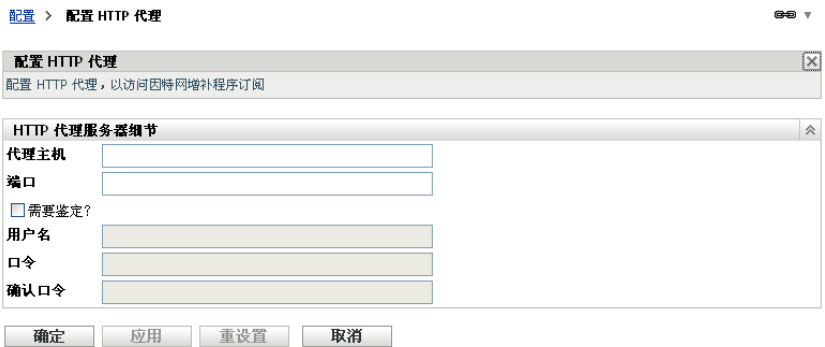 配置 > 配置 HTTP 代理
配置 HTTP 代理
配置 HTTP 代理，以访问因特网增补程序订阅
HTTP 代理服务器细节
代理主机
端口
需要鉴定?
用户名
口令
确认口令
确定 应用 重设置 取消